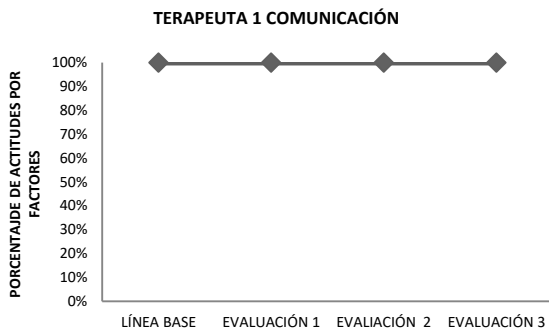 TERAPEUTA 1 COMUNICACIÓN
PORCENTAJDE DE ACTITUDES POR
FACTORES
100%
90%
80%
70%
60%
50%
40%
30%
20%
10%
0%
LÍNEA BASE EVALUACIÓN 1 EVALIACIÓN 2 EVALUACIÓN 3